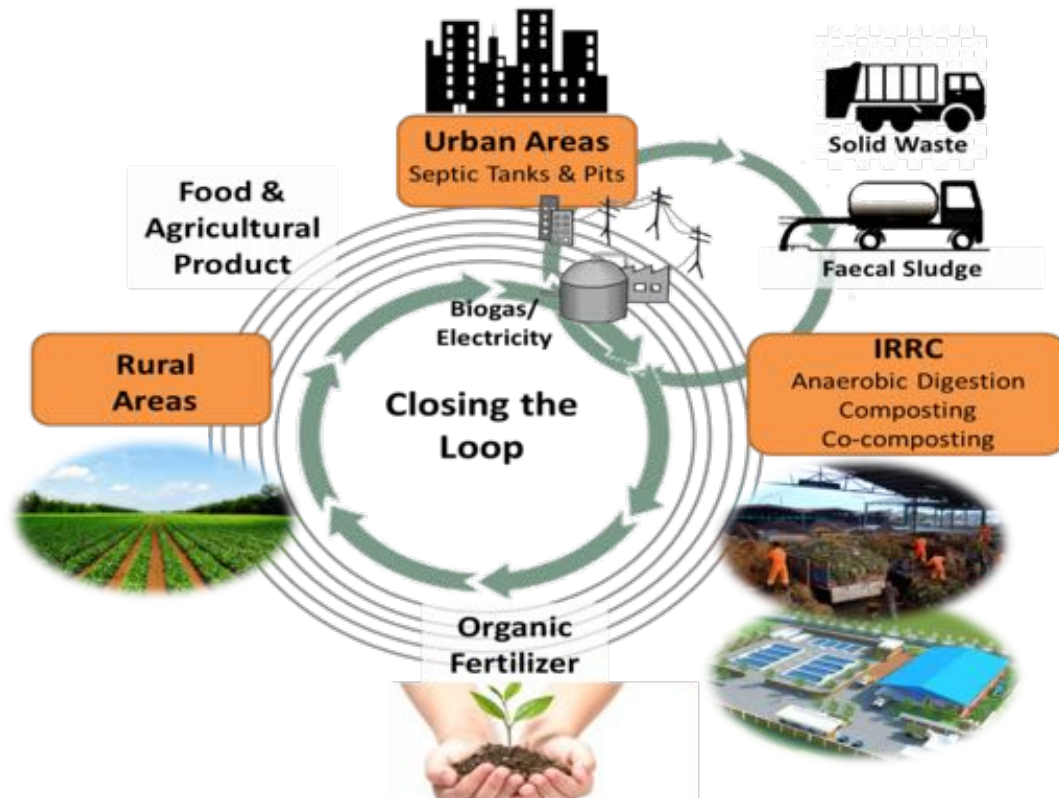 Urban Areas
Septic Tanks & Pits
Solid Waste
Faecal Sludge
Food &
Agricultural
Product
Biogas/
Electricity
Rural
Areas
Closing the
Loop
IRRC
Anaerobic Digestion
Composting
Co-composting
Organic
Fertilizer